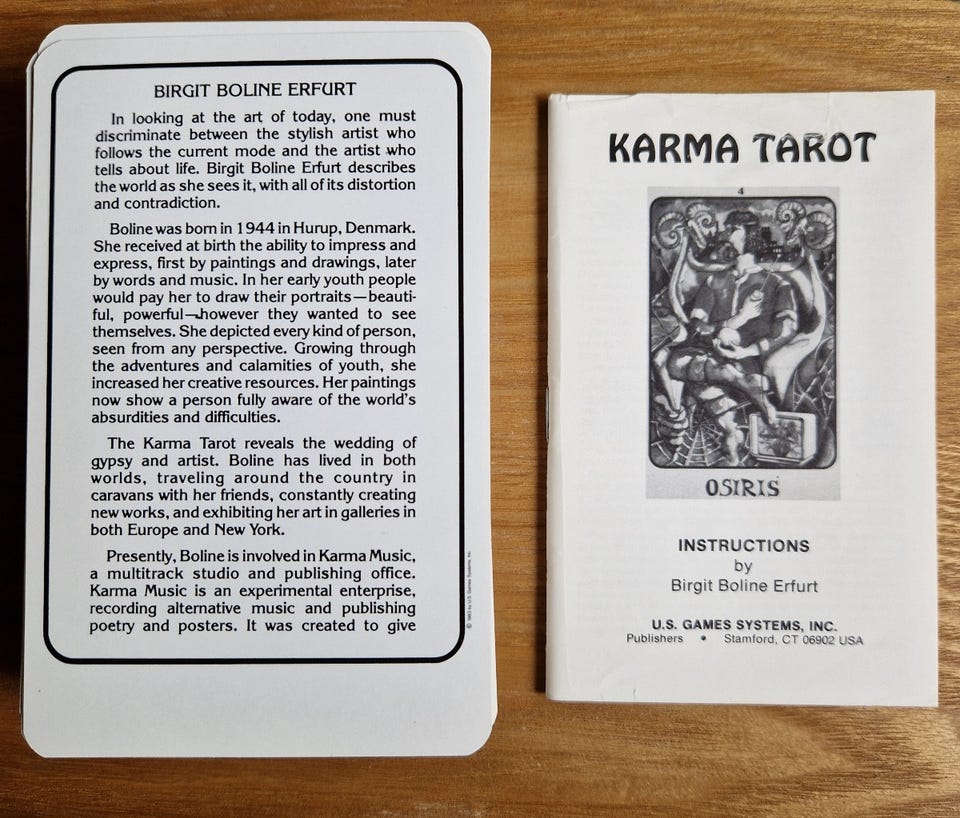 BIRGIT BOLINE ERFURT
In looking at the art of today, one must
discriminate between the stylish artist who
follows the current mode and the artist who
tells about life. Birgit Boline Erfurt describes
the world as she sees it, with all of its distortion
and contradiction.
Boline was born in 1944 in Hurup, Denmark.
She received at birth the ability to impress and
express, first by paintings and drawings, later
by words and music. In her early youth people
would pay her to draw their portraits—beauti-
ful, powerful—however they wanted to see
themselves. She depicted every kind of person,
seen from any perspective. Growing through
the adventures and calamities of youth, she
increased her creative resources. Her paintings
now show a person fully aware of the world's
absurdities and difficulties.
The Karma Tarot reveals the wedding of
gypsy and artist. Boline has lived in both
worlds, traveling around the country in
caravans with her friends, constantly creating
new works, and exhibiting her art in galleries in
both Europe and New York.
Presently, Boline is involved in Karma Music,
a multitrack studio and publishing office.
Karma Music is an experimental enterprise,
recording alternative music and publishing
poetry and posters. It was created to give
© 1983 by U.S. Games Systems, Inc.
KARMA TAROT
4
OSIRIS
INSTRUCTIONS
by
Birgit Boline Erfurt
U.S. GAMES SYSTEMS, INC.
Publishers • Stamford, CT 06902 USA